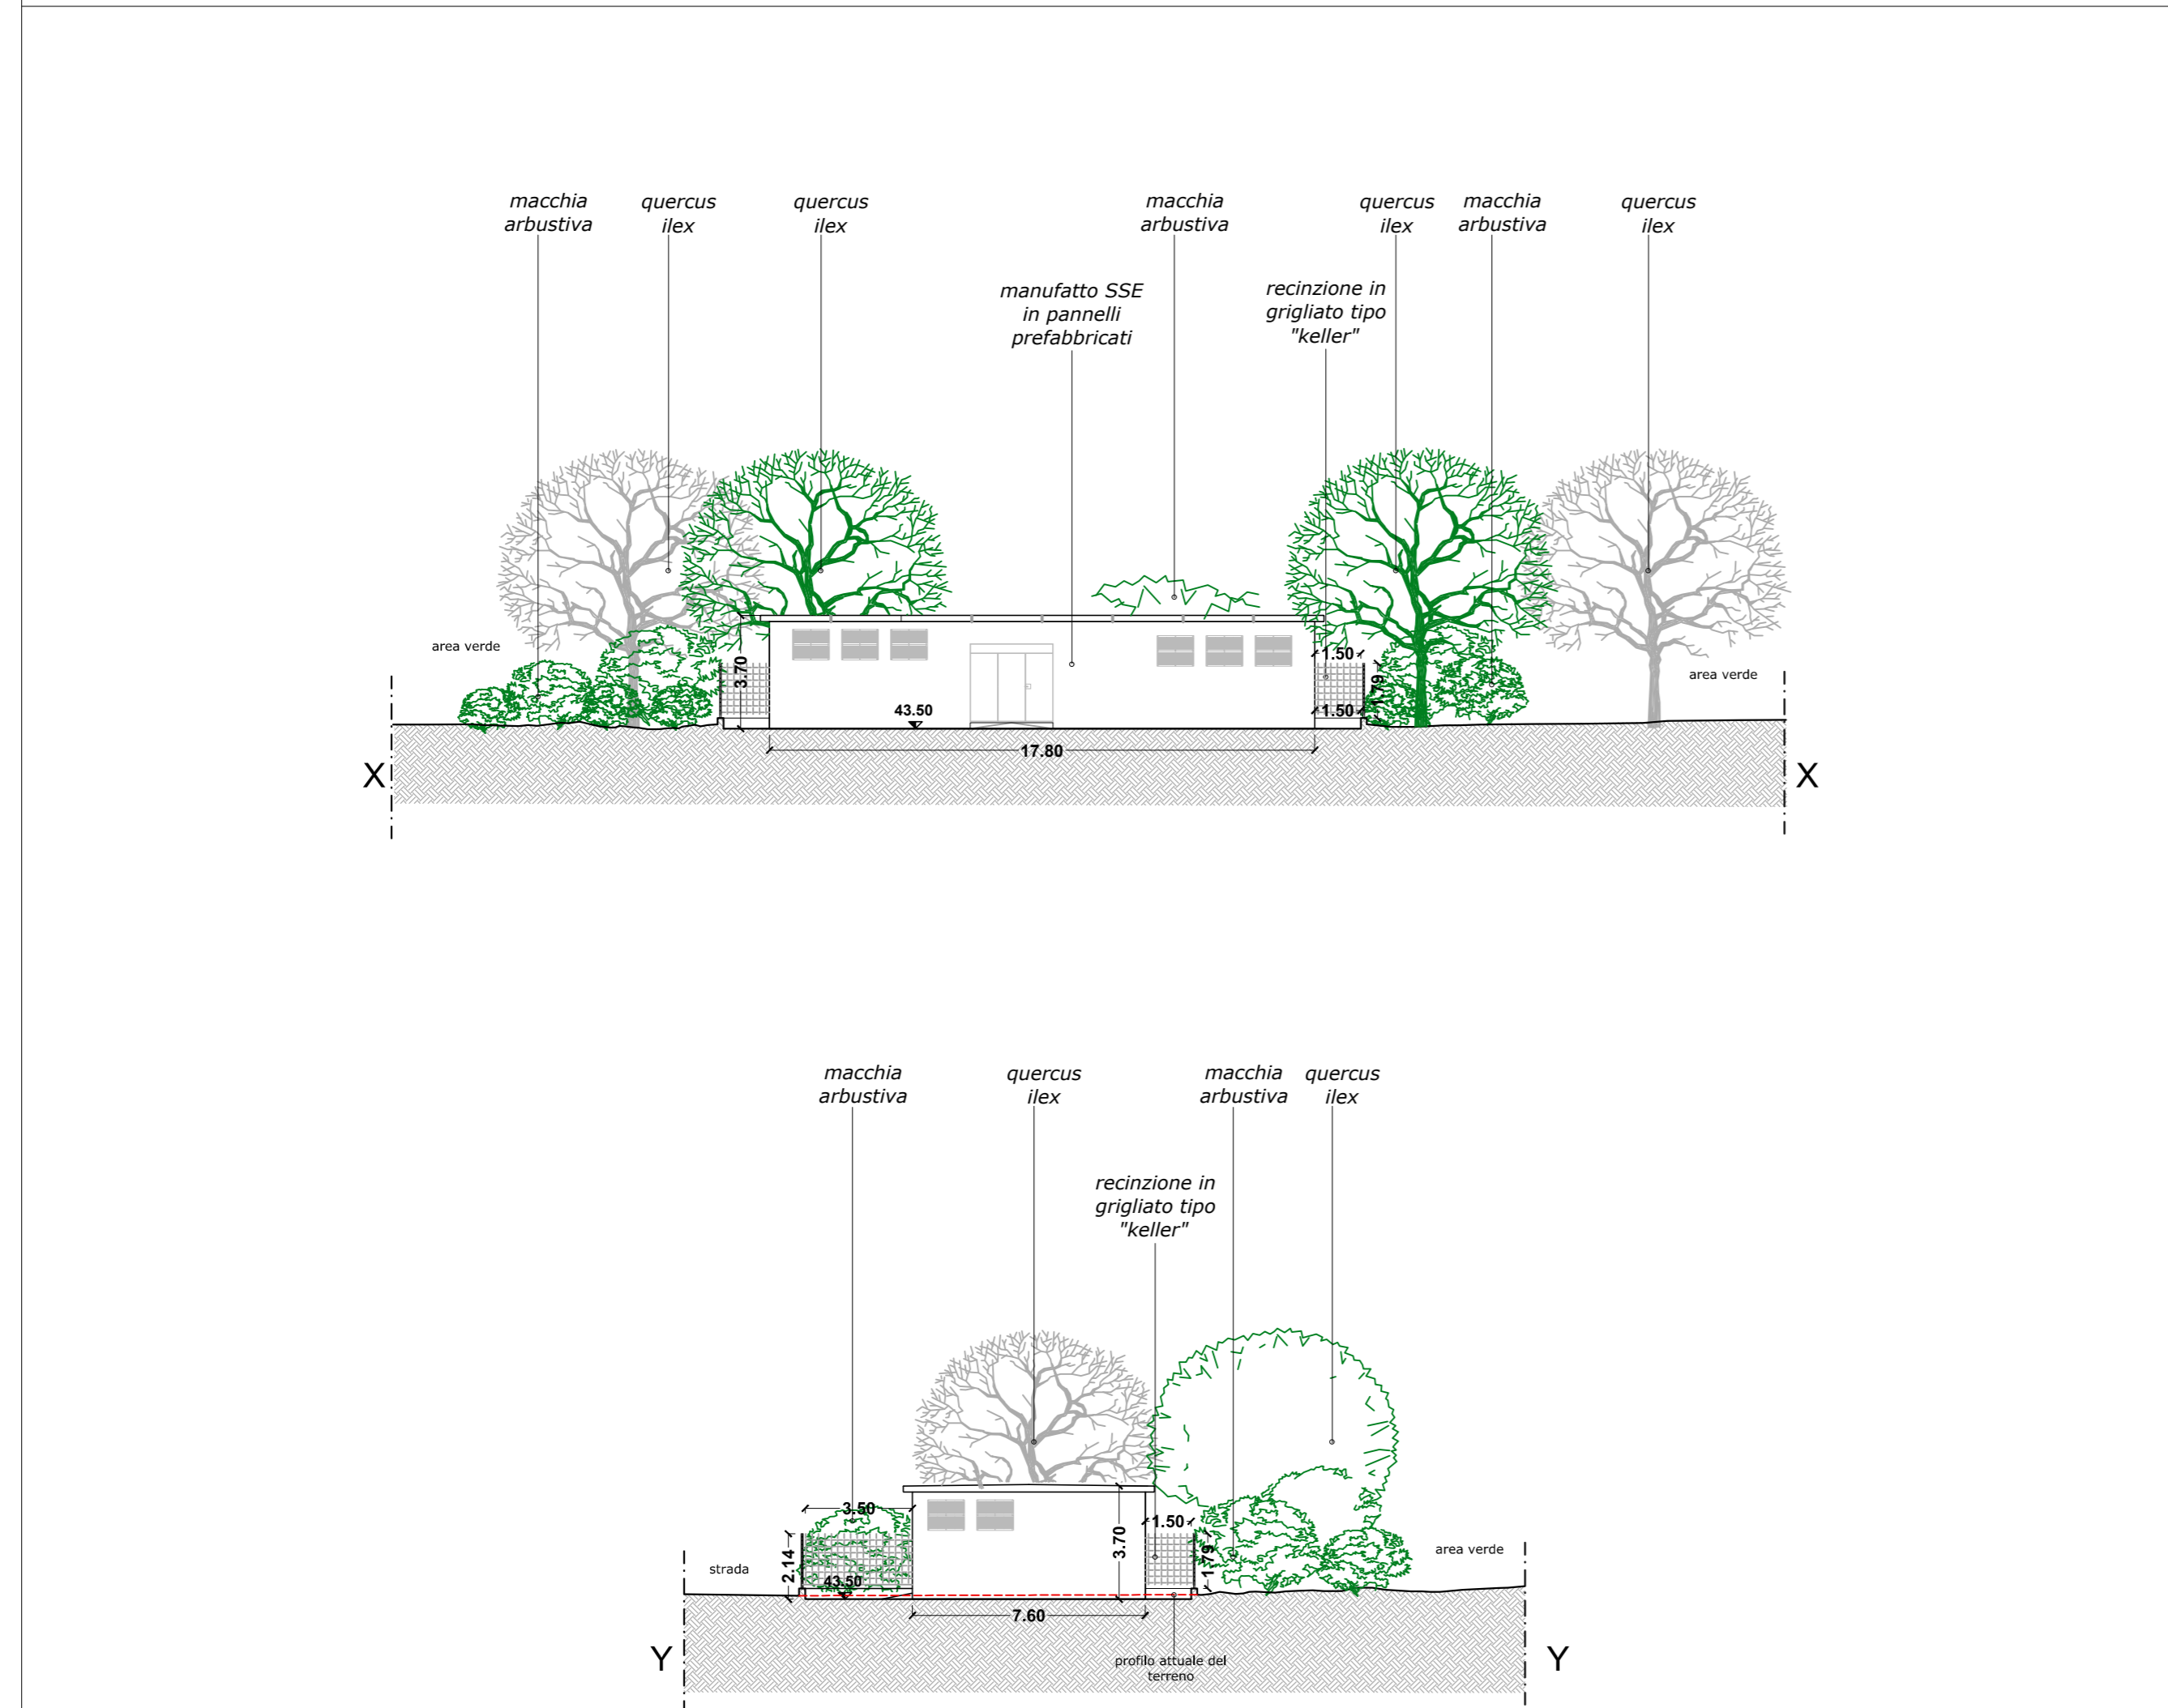 macchia
arbustiva
quercus
ilex
quercus
ilex
macchia
arbustiva
quercus
ilex
macchia
arbustiva
quercus
ilex
manufatto SSE
in pannelli
prefabbricati
recinzione in
grigliato tipo
"keller"
area verde
3.70
1.50
1.79
area verde
43.50
1.50
17.80
X
X
macchia
arbustiva
quercus
ilex
macchia
arbustiva
quercus
ilex
recinzione in
grigliato tipo
"keller"
3.50
1.50
3.70
2.14
1.79
area verde
strada
43.50
7.60
Y
Y
profilo attuale del
terreno